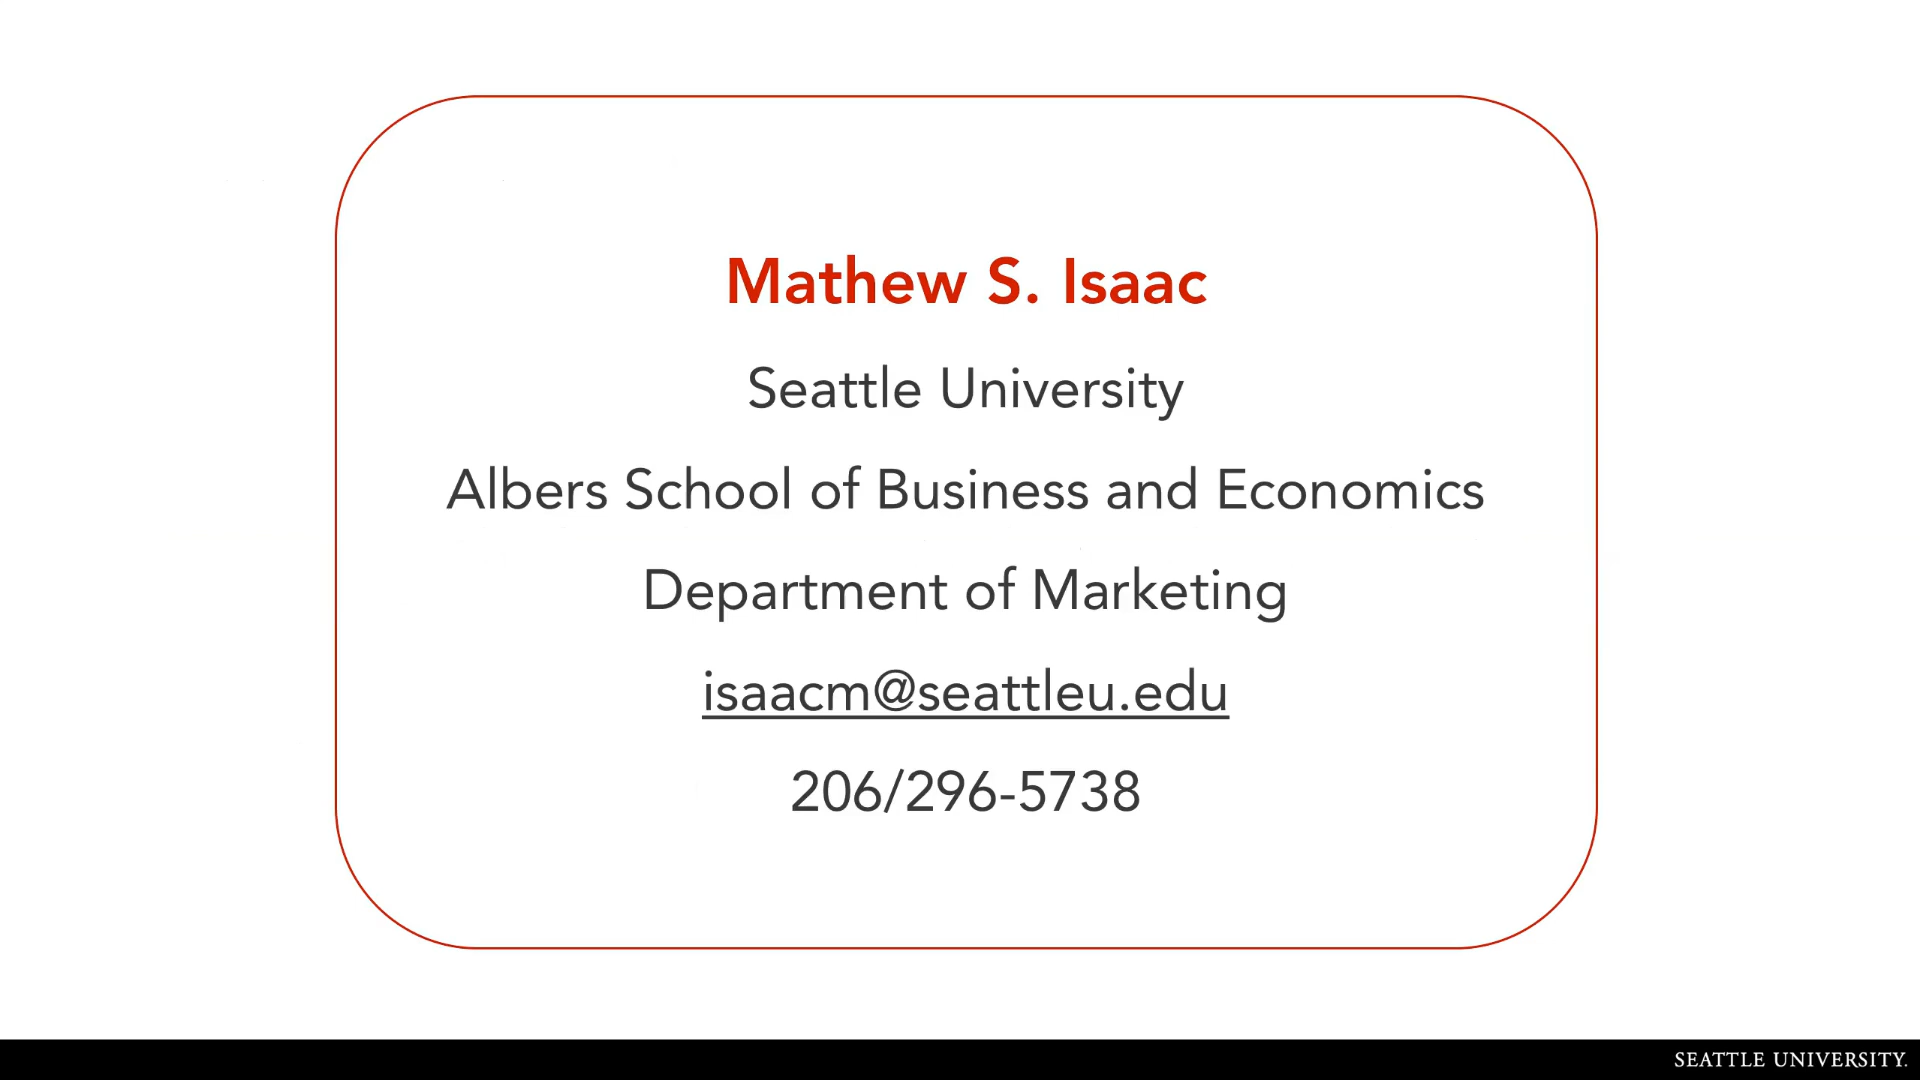 Mathew S. Isaac
Seattle University
Albers School of Business and Economics
Department of Marketing
isaacm@seattleu.edu
206/296-5738
SEATTLE UNIVERSITY.